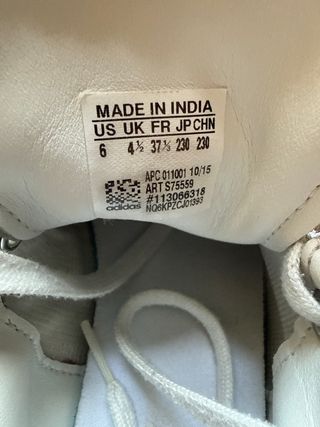 MADE IN INDIA
US UK FR JP CHN
6 4½ 37⅓ 230 230
APC 011001 10/15
ART S75559
#113066318
NQ6KPZCJ01393
adidas